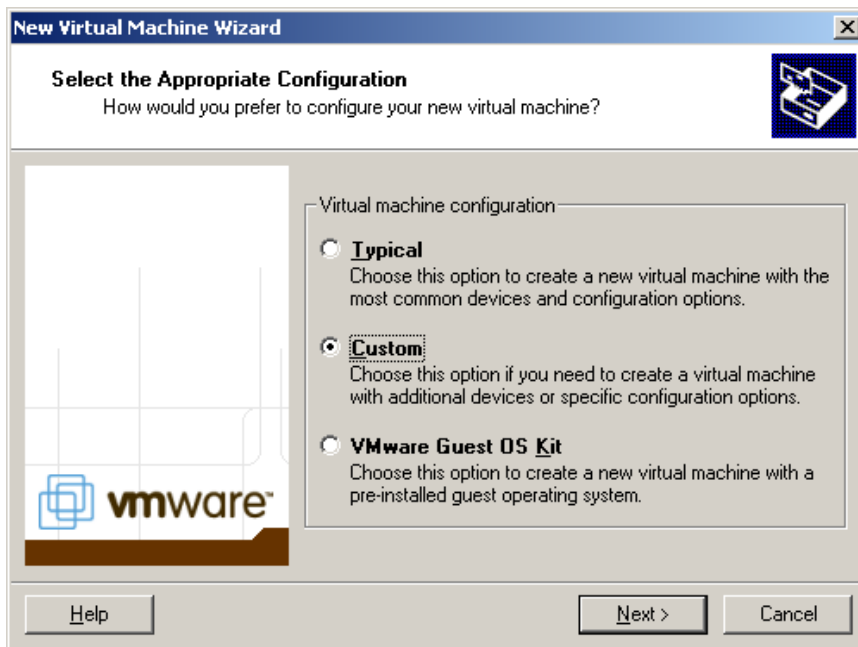 New Virtual Machine Wizard
Select the Appropriate Configuration
How would you prefer to configure your new virtual machine?
Virtual machine configuration
Typical
Choose this option to create a new virtual machine with the
most common devices and configuration options.
Custom
Choose this option if you need to create a virtual machine
with additional devices or specific configuration options.
VMware Guest OS Kit
Choose this option to create a new virtual machine with a
pre-installed guest operating system.
vmware™
Help
Next >
Cancel